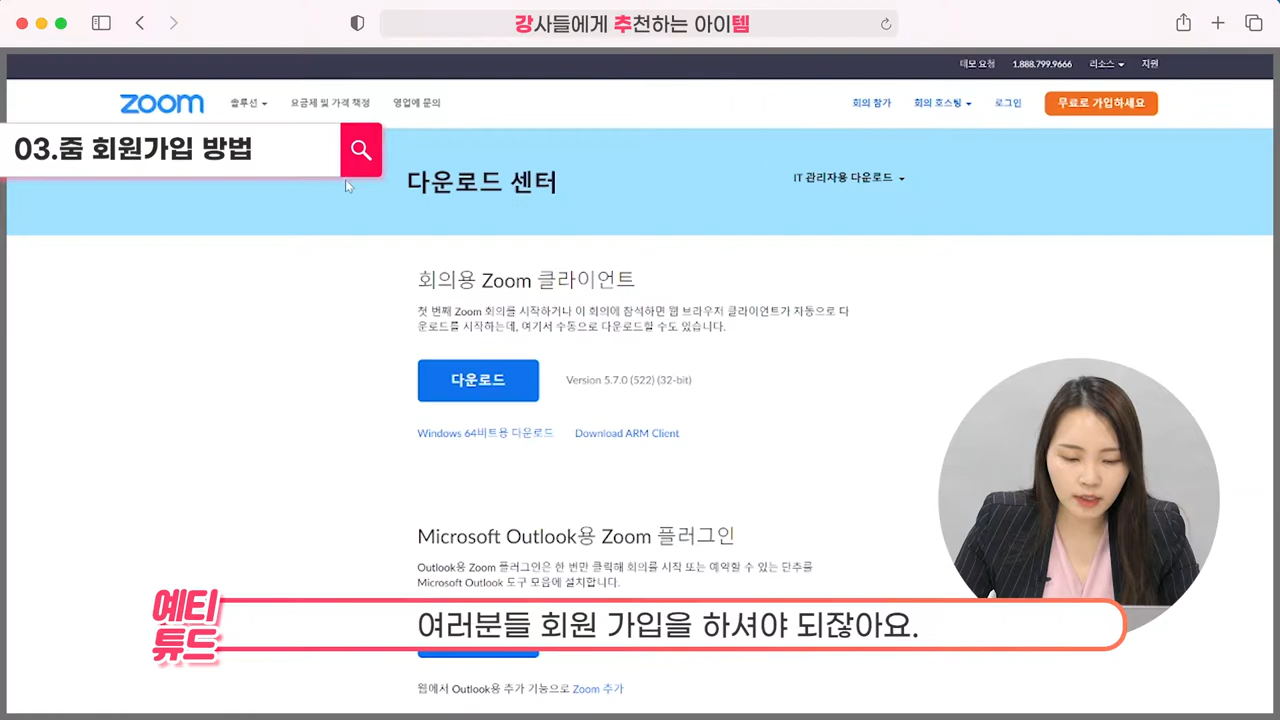 강사들에게 추천하는 아이템
데모 요청 1.888.799.9666 리소스 지원
zoom 솔루션 요금제 및 가격 책정 영업에 문의 회의 참가 회의 호스팅 로그인 무료로 가입하세요
03.줌 회원가입 방법
다운로드 센터
IT 관리자용 다운로드
회의용 Zoom 클라이언트
첫 번째 Zoom 회의를 시작하거나 이 회의에 참석하면 웹 브라우저 클라이언트가 자동으로 다
운로드를 시작하는데, 여기서 수동으로 다운로드할 수도 있습니다.
다운로드 Version 5.7.0 (522) (32-bit)
Windows 64비트용 다운로드 Download ARM Client
Microsoft Outlook용 Zoom 플러그인
Outlook용 Zoom 플러그인은 한 번만 클릭해 회의를 시작 또는 예약할 수 있는 단추를
Microsoft Outlook 도구 모음에 설치합니다.
예티
튜드
여러분들 회원 가입을 하셔야 되잖아요.
웹에서 Outlook용 추가 기능으로 Zoom 추가